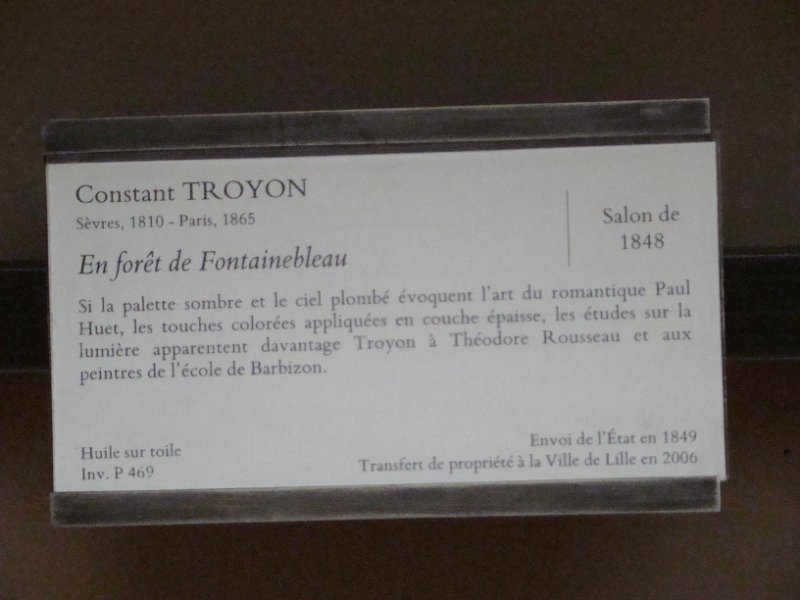 Constant TROYON
Sèvres, 1810 - Paris, 1865
Salon de
1848
En forêt de Fontainebleau
Si la palette sombre et le ciel plombé évoquent l'art du romantique Paul
Huet, les touches colorées appliquées en couche épaisse, les études sur la
lumière apparentent davantage Troyon à Théodore Rousseau et aux
peintres de l'école de Barbizon.
Huile sur toile
Inv. P 469
Envoi de l'État en 1849
Transfert de propriété à la Ville de Lille en 2006